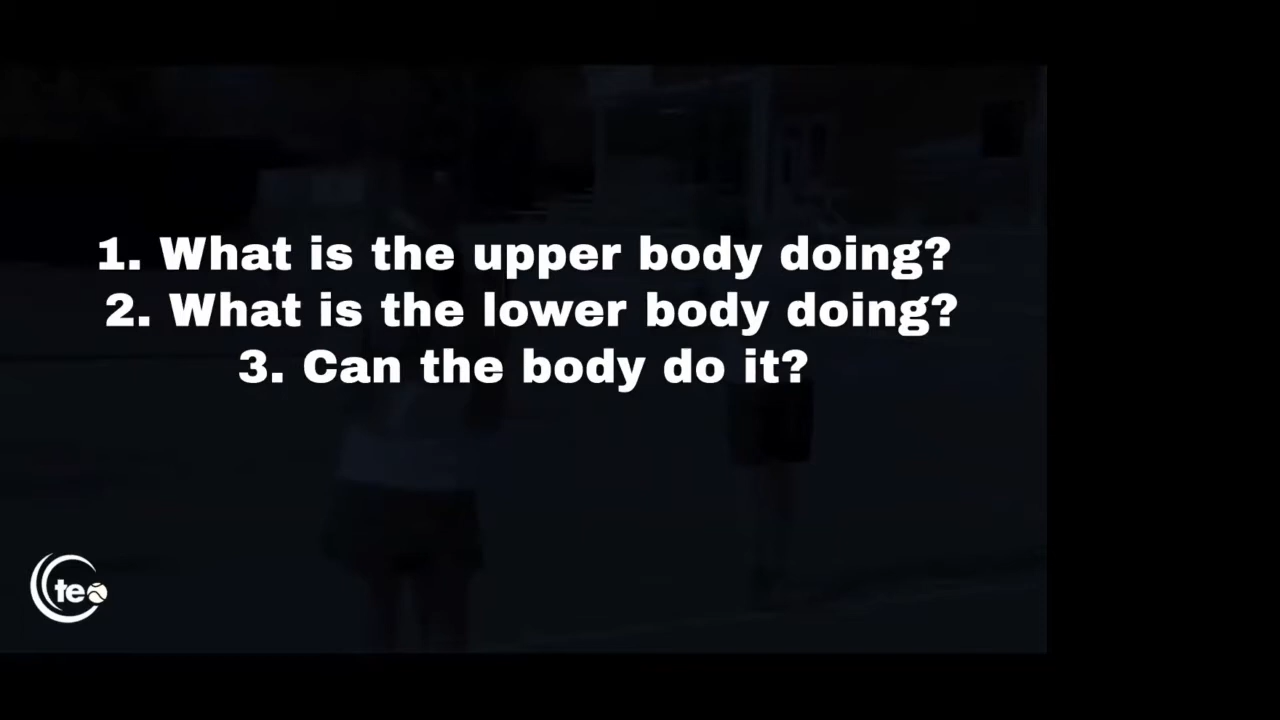 1. What is the upper body doing?
2. What is the lower body doing?
3. Can the body do it?
te